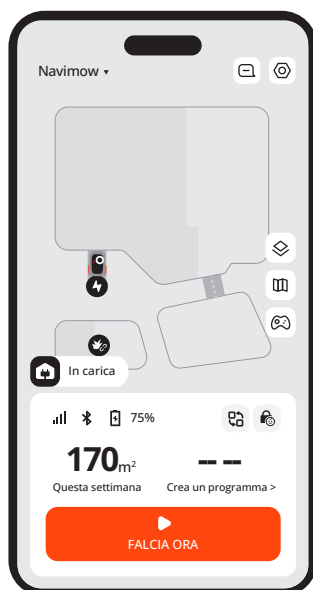 Navimow ▾
In carica
75%
170m²
-- --
Questa settimana
Crea un programma >
FALCIA ORA